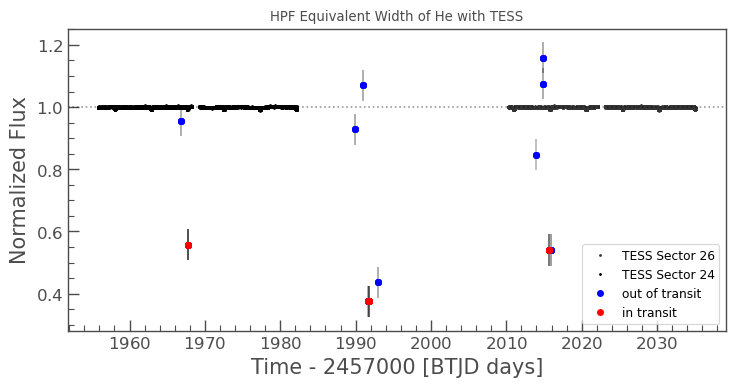 HPF Equivalent Width of He with TESS
Normalized Flux
1.2
1.0
0.8
0.6
0.4
TESS Sector 26
TESS Sector 24
out of transit
in transit
1960 1970 1980 1990 2000 2010 2020 2030
Time - 2457000 [BTJD days]